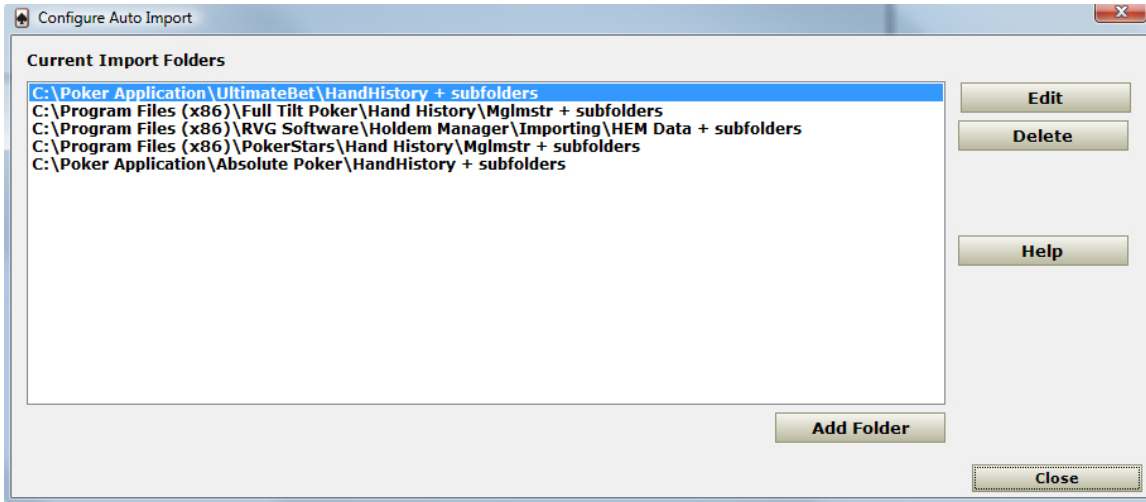 Configure Auto Import
Current Import Folders
C:\Poker Application\UltimateBet\HandHistory + subfolders
C:\Program Files (x86)\Full Tilt Poker\Hand History\Mglmstr + subfolders
C:\Program Files (x86)\RVG Software\Holdem Manager\Importing\HEM Data + subfolders
C:\Program Files (x86)\PokerStars\Hand History\Mglmstr + subfolders
C:\Poker Application\Absolute Poker\HandHistory + subfolders
Edit
Delete
Help
Add Folder
Close